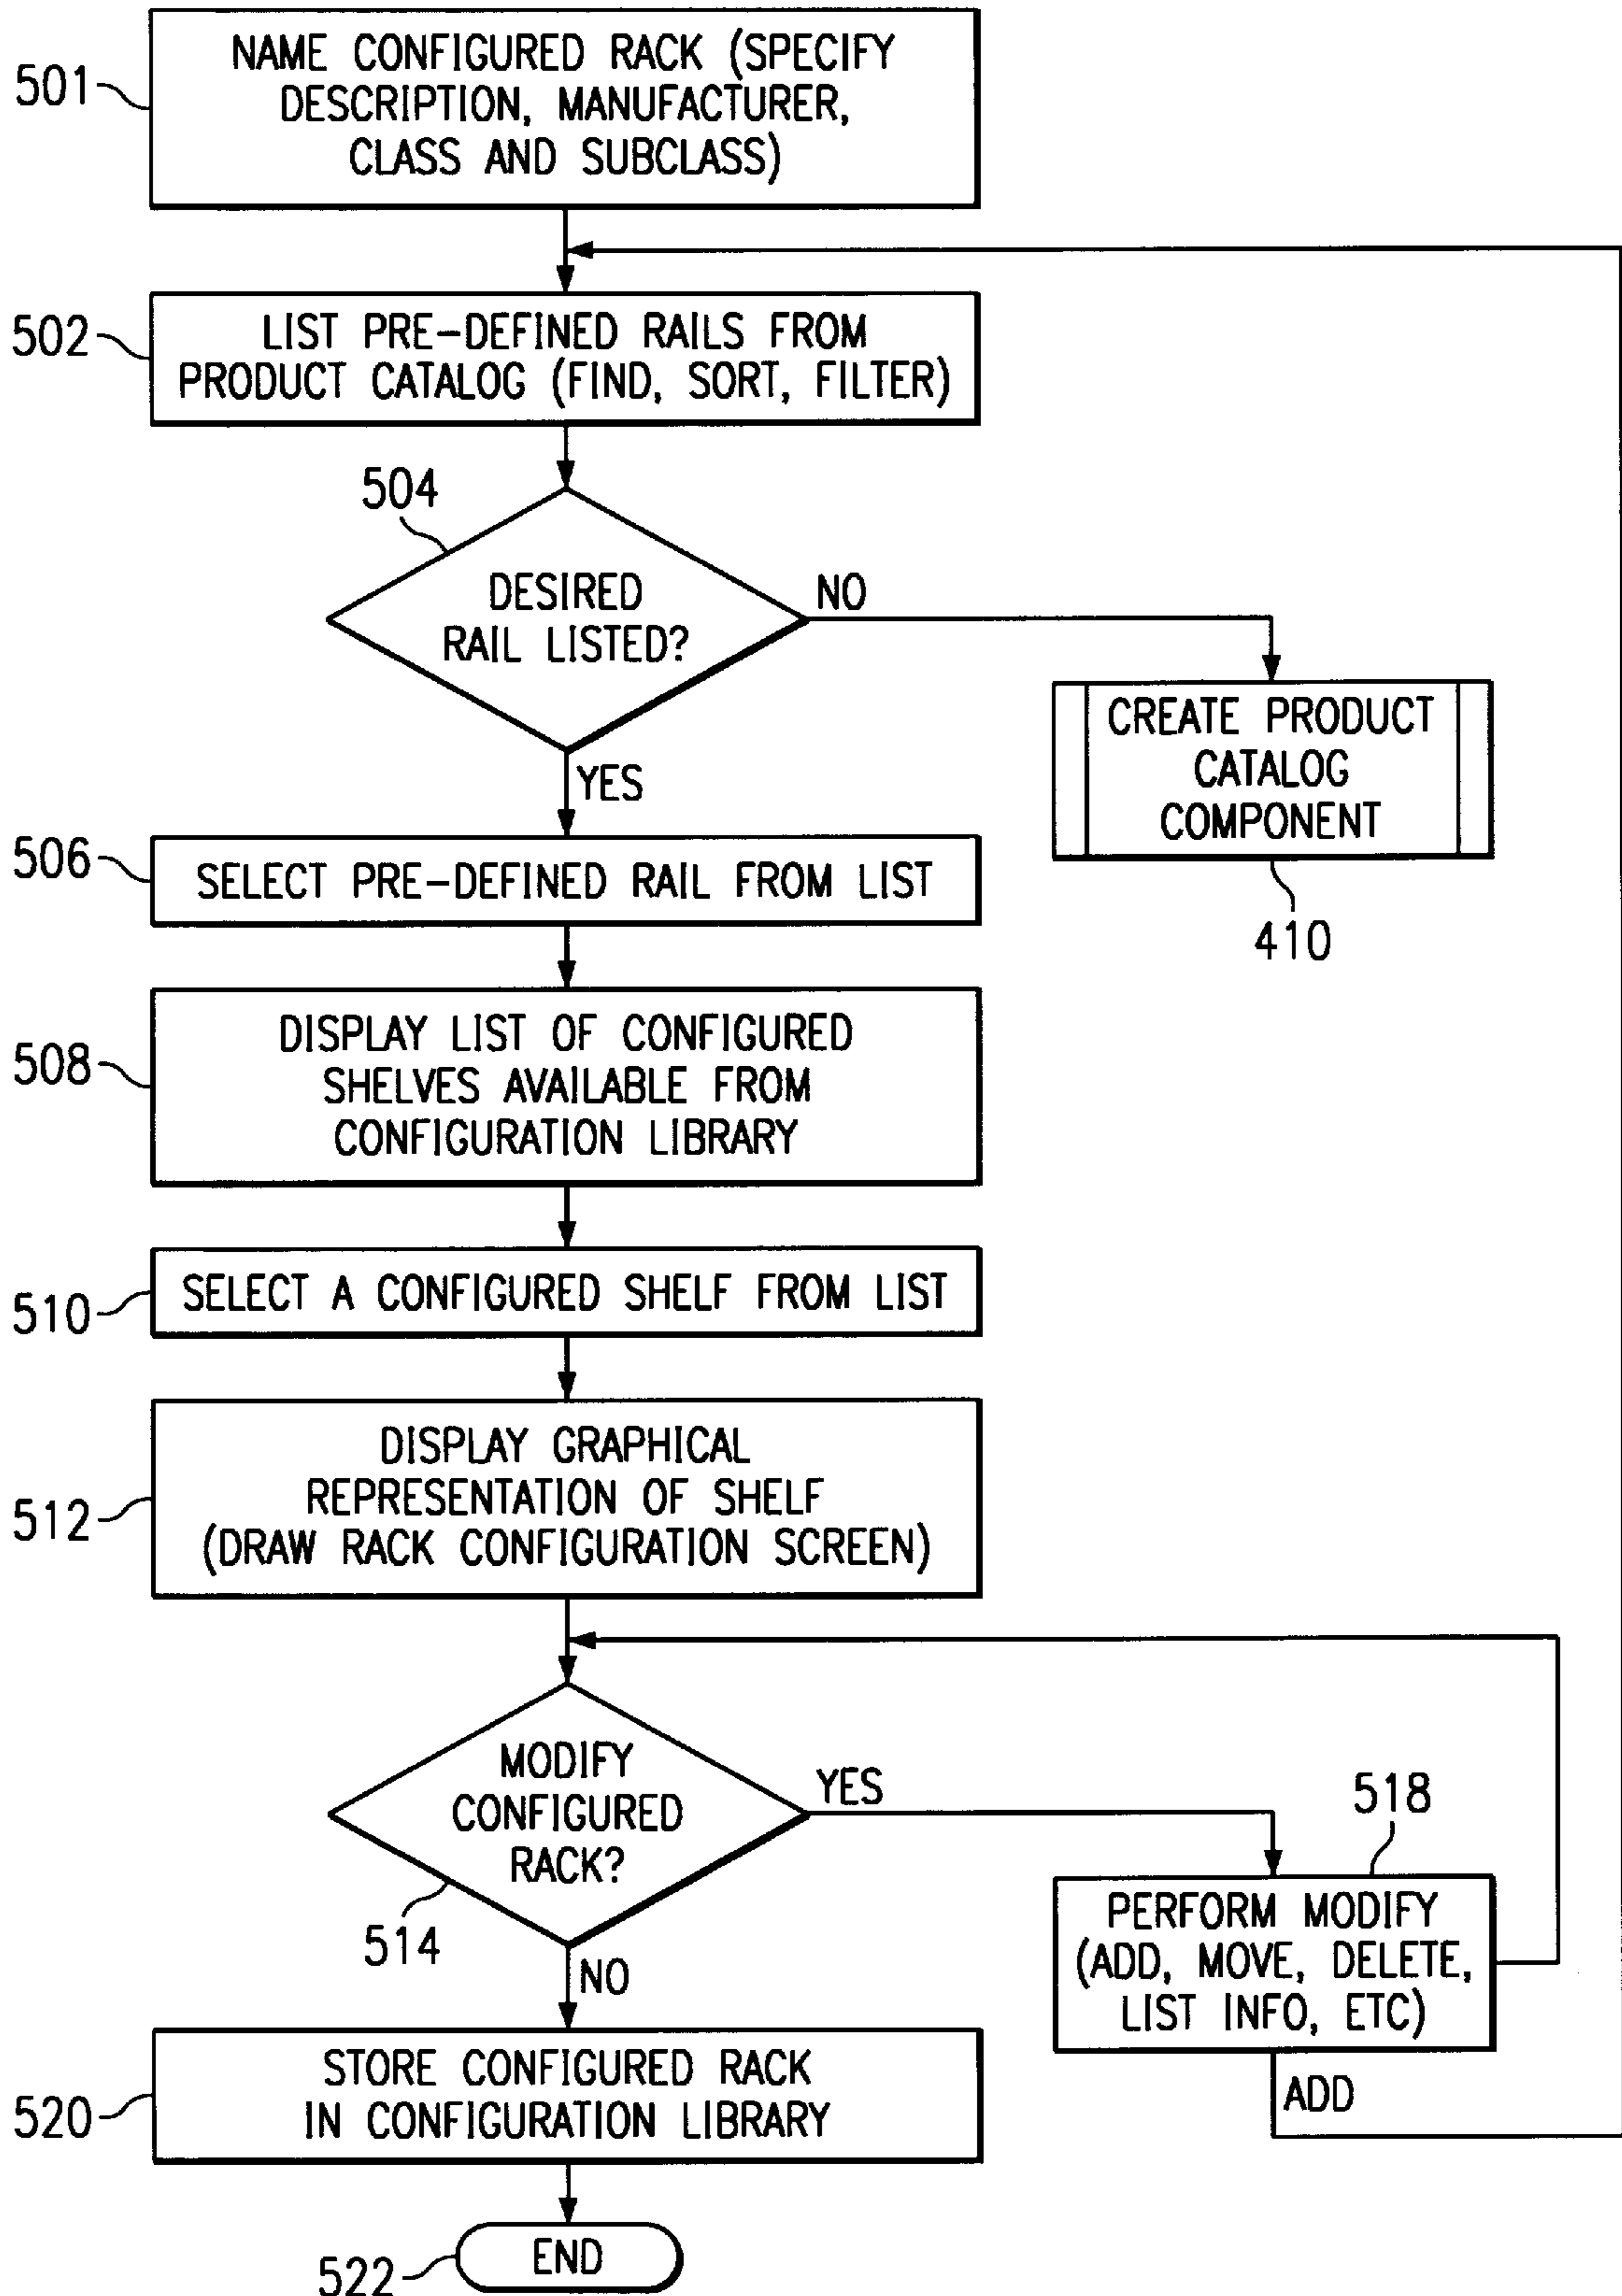 501
NAME CONFIGURED RACK (SPECIFY
DESCRIPTION, MANUFACTURER,
CLASS AND SUBCLASS)
502
LIST PRE-DEFINED RAILS FROM
PRODUCT CATALOG (FIND, SORT, FILTER)
504
DESIRED
RAIL LISTED?
NO
CREATE PRODUCT
CATALOG
COMPONENT
410
YES
506
SELECT PRE-DEFINED RAIL FROM LIST
508
DISPLAY LIST OF CONFIGURED
SHELVES AVAILABLE FROM
CONFIGURATION LIBRARY
510
SELECT A CONFIGURED SHELF FROM LIST
512
DISPLAY GRAPHICAL
REPRESENTATION OF SHELF
(DRAW RACK CONFIGURATION SCREEN)
MODIFY
CONFIGURED
RACK?
514
YES
518
PERFORM MODIFY
(ADD, MOVE, DELETE,
LIST INFO, ETC)
ADD
NO
520
STORE CONFIGURED RACK
IN CONFIGURATION LIBRARY
522
END